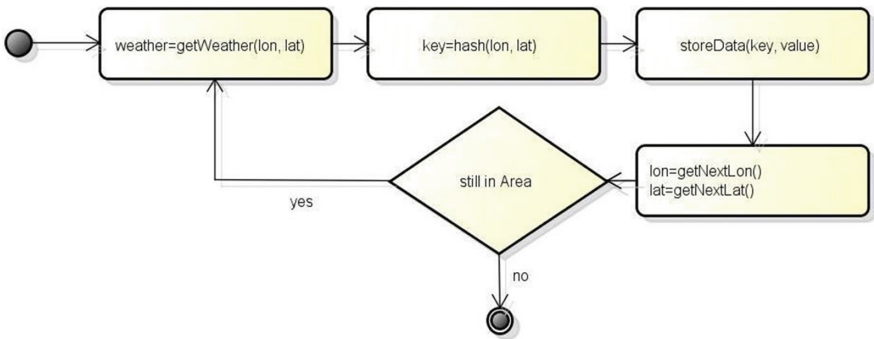 weather=getWeather(lon, lat)
key=hash(lon, lat)
storeData(key, value)
lon=getNextLon()
lat=getNextLat()
still in Area
yes
no